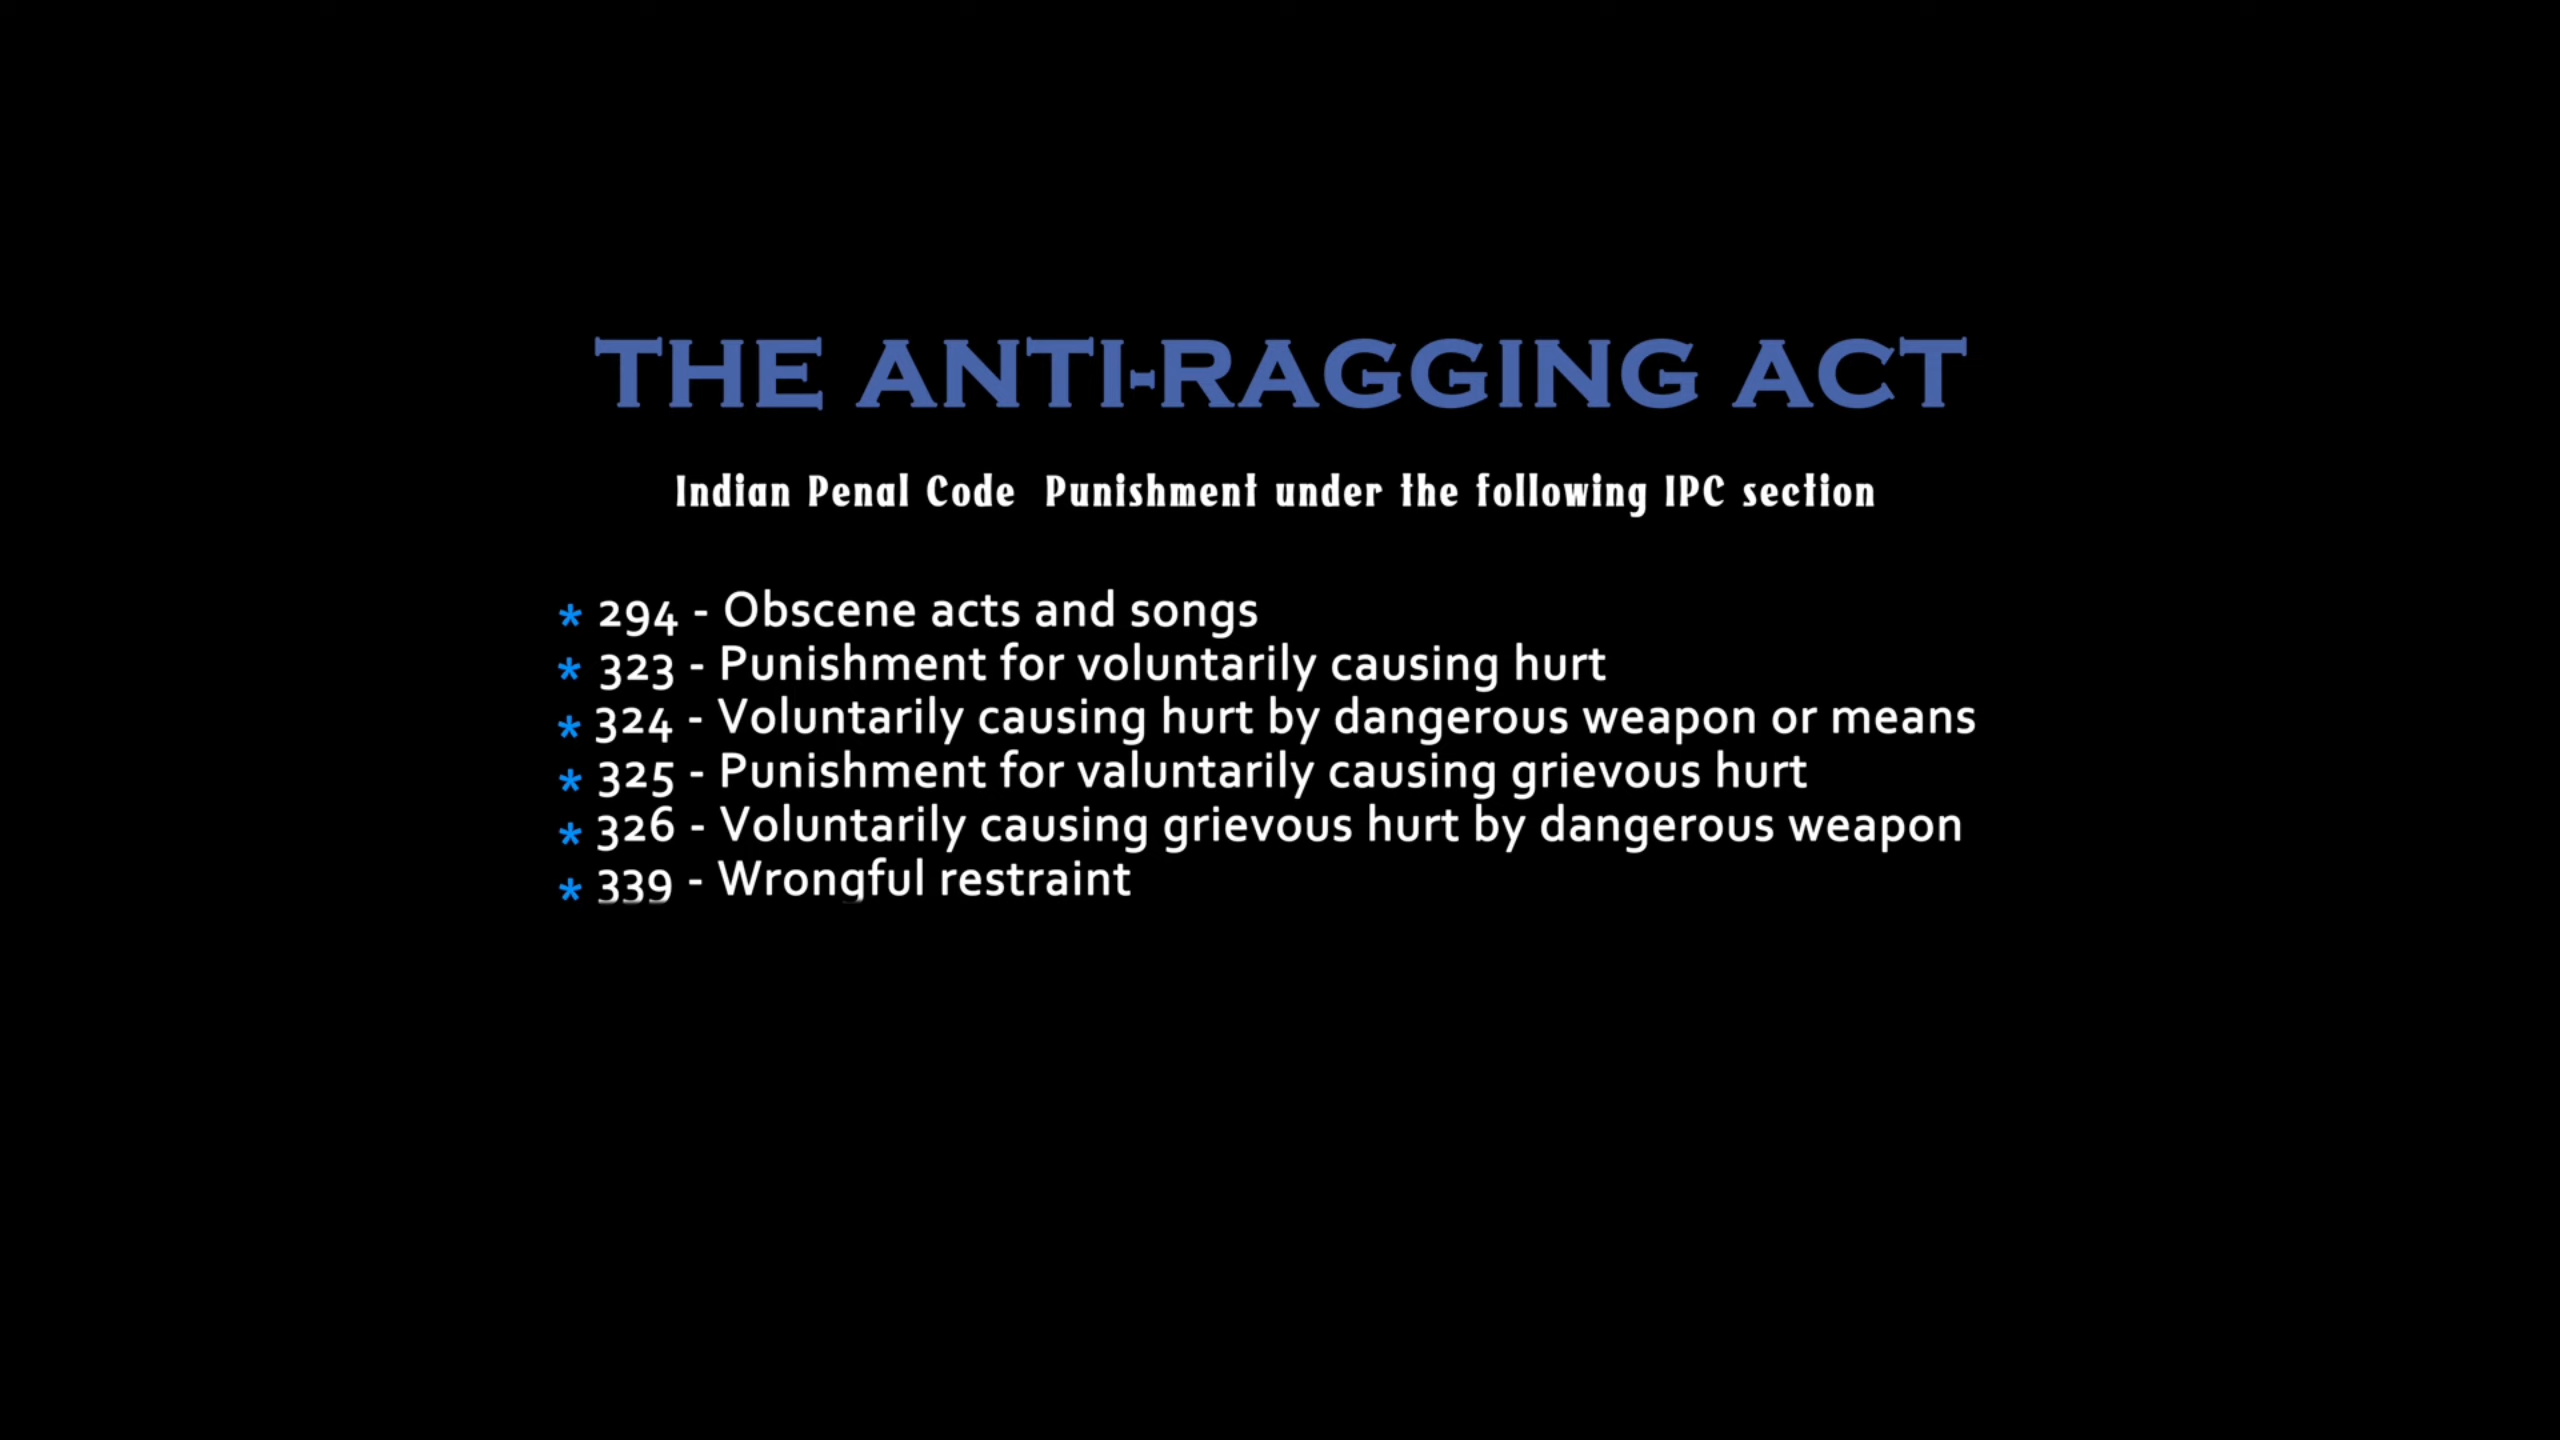 THE ANTI-RAGGING ACT
Indian Penal Code Punishment under the following IPC section
* 294 - Obscene acts and songs
* 323 - Punishment for voluntarily causing hurt
* 324 - Voluntarily causing hurt by dangerous weapon or means
* 325 - Punishment for valuntarily causing grievous hurt
* 326 - Voluntarily causing grievous hurt by dangerous weapon
* 339 - Wrongful restraint